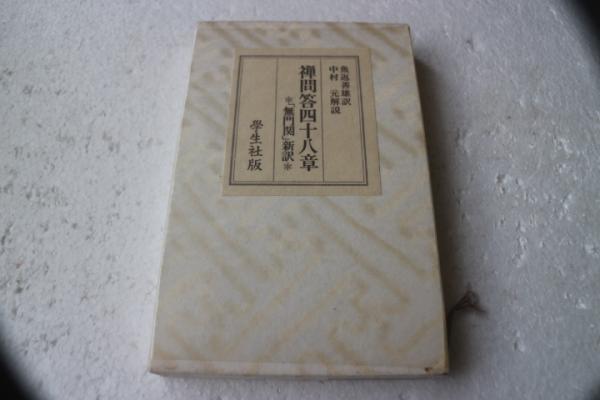 魚返善雄訳
中村 元解説
禪問答四十八章
＊「無門関」新訳＊
學生社版